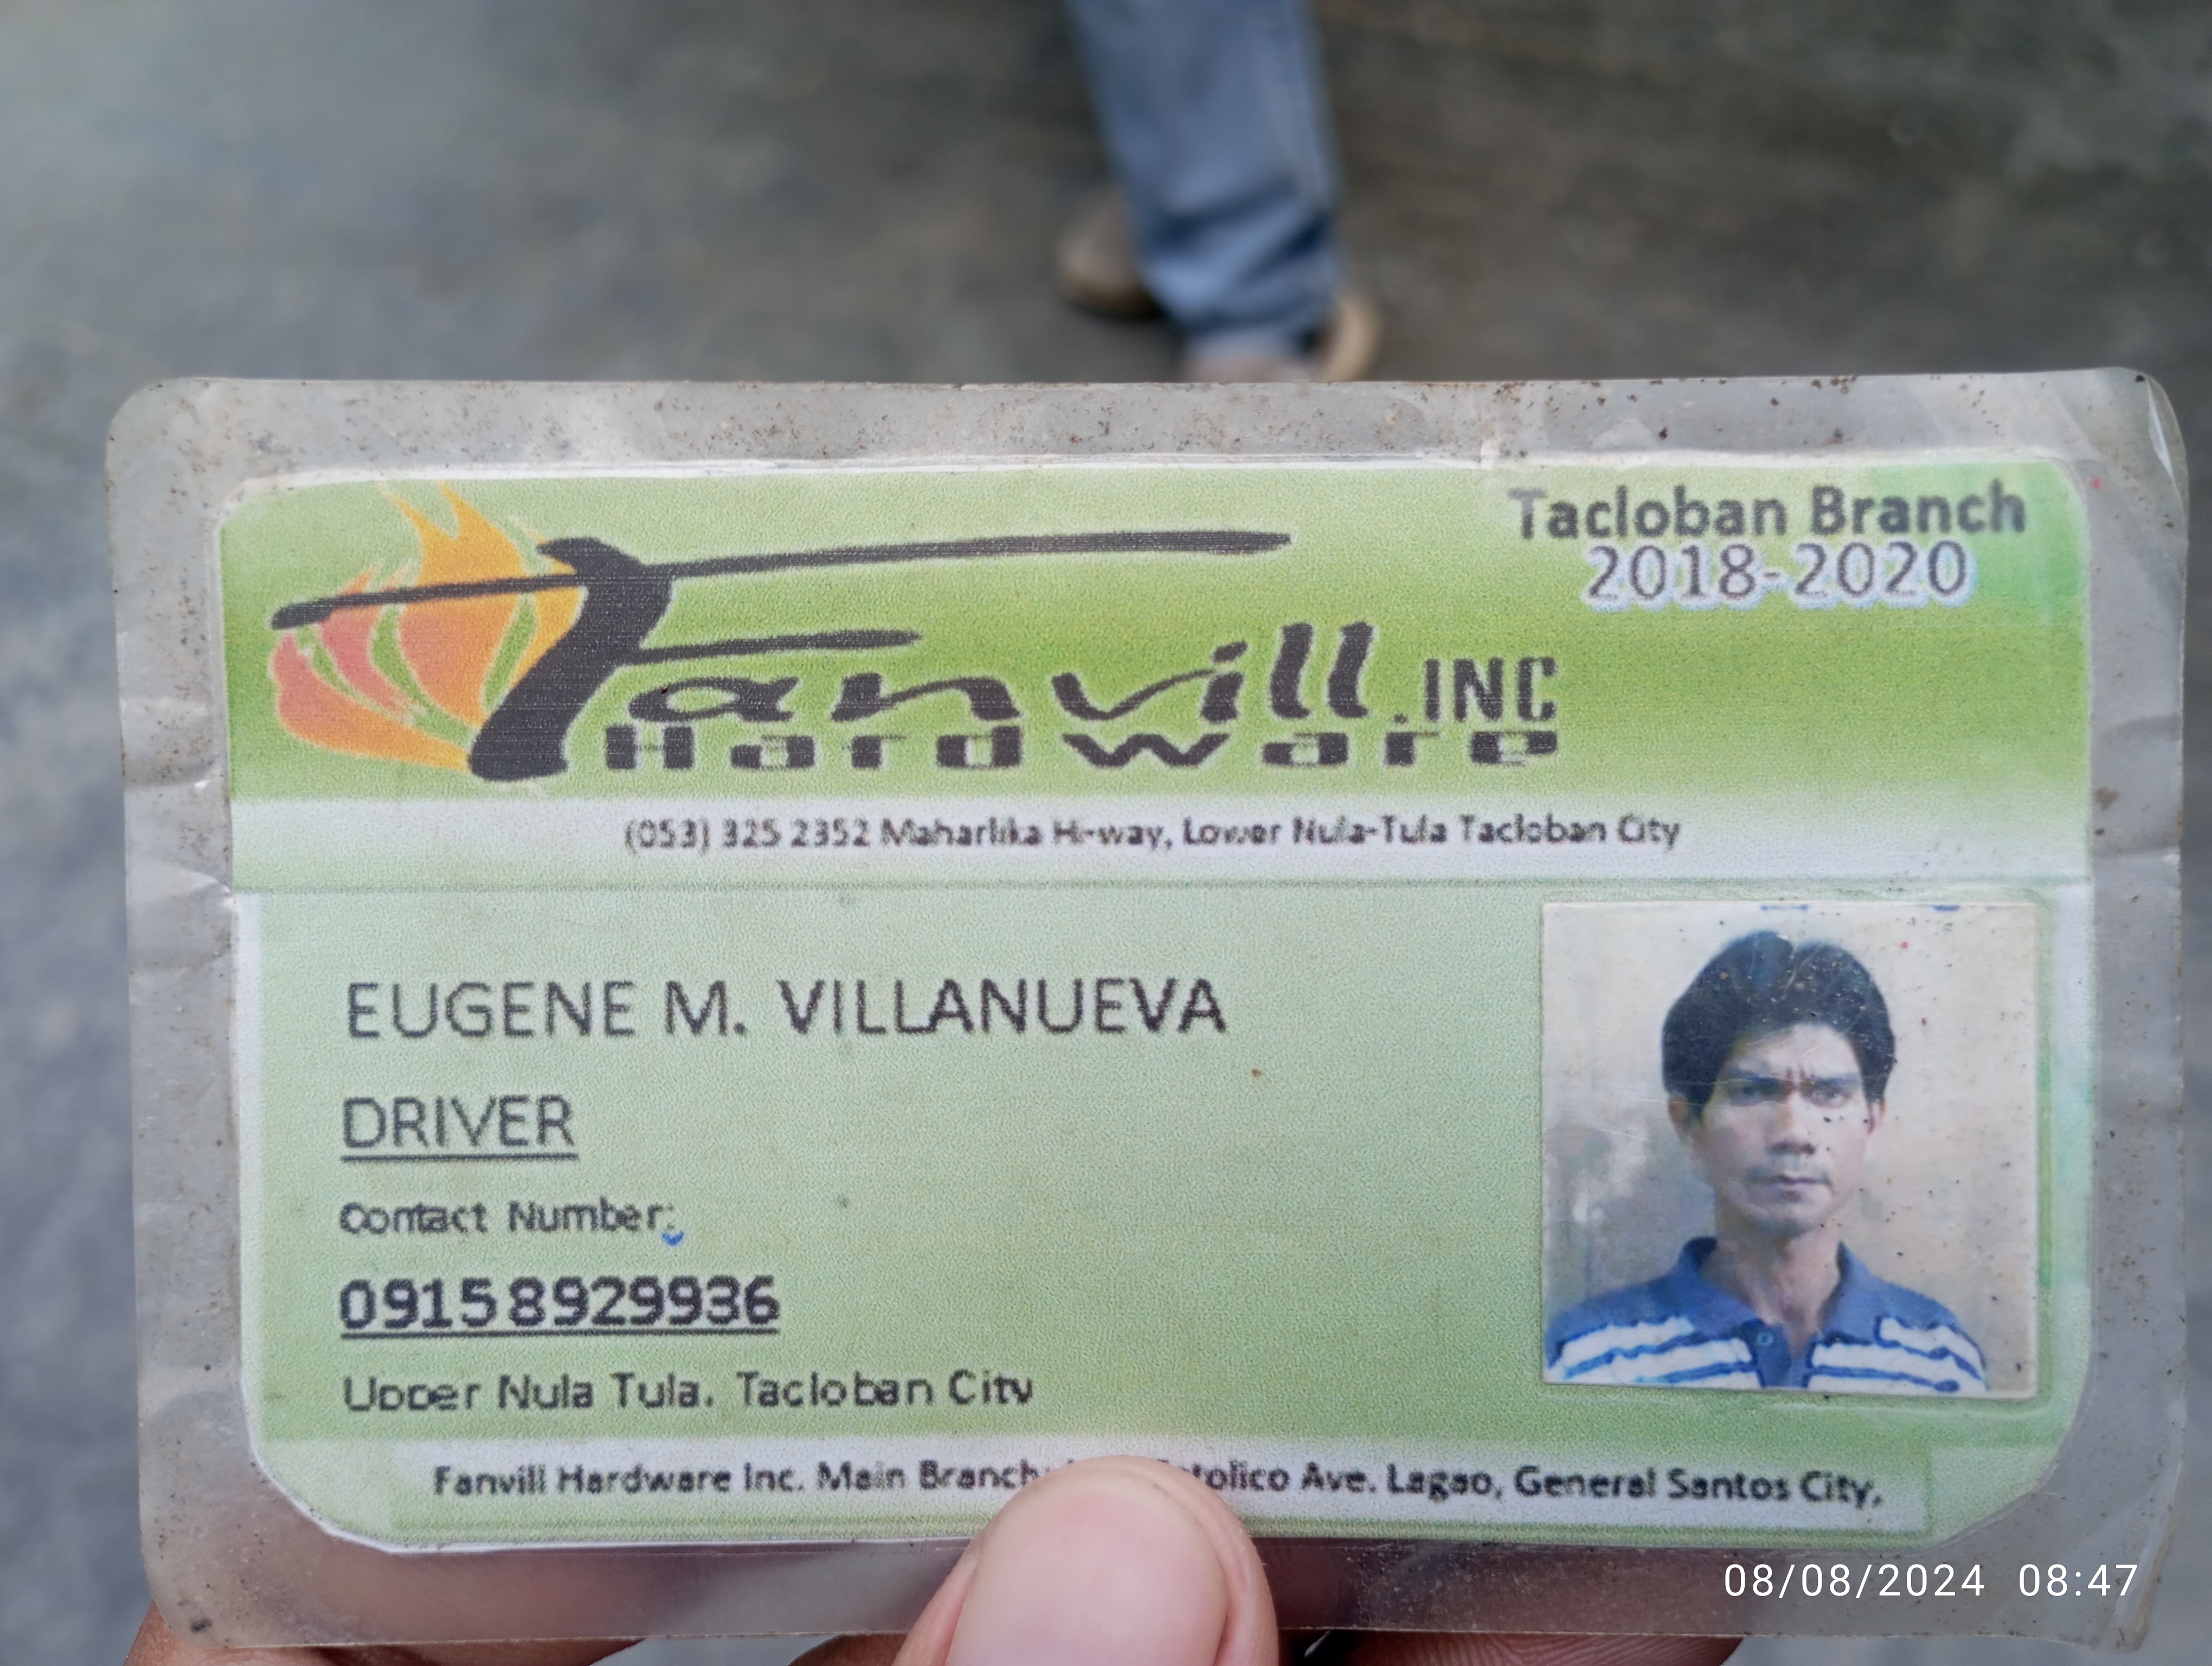 Tacloban Branch
2018-2020
Fanvill .INC
Hardware
(053) 325 2352 Maharlika Hi-way, Lower Nula-Tula Tacloban City
EUGENE M. VILLANUEVA
DRIVER
Contact Number:
09158929936
Upper Nula Tula. Tacloban City
Fanvill Hardware Inc. Main Branch Ave. Lagao, General Santos City,
08/08/2024 08:47